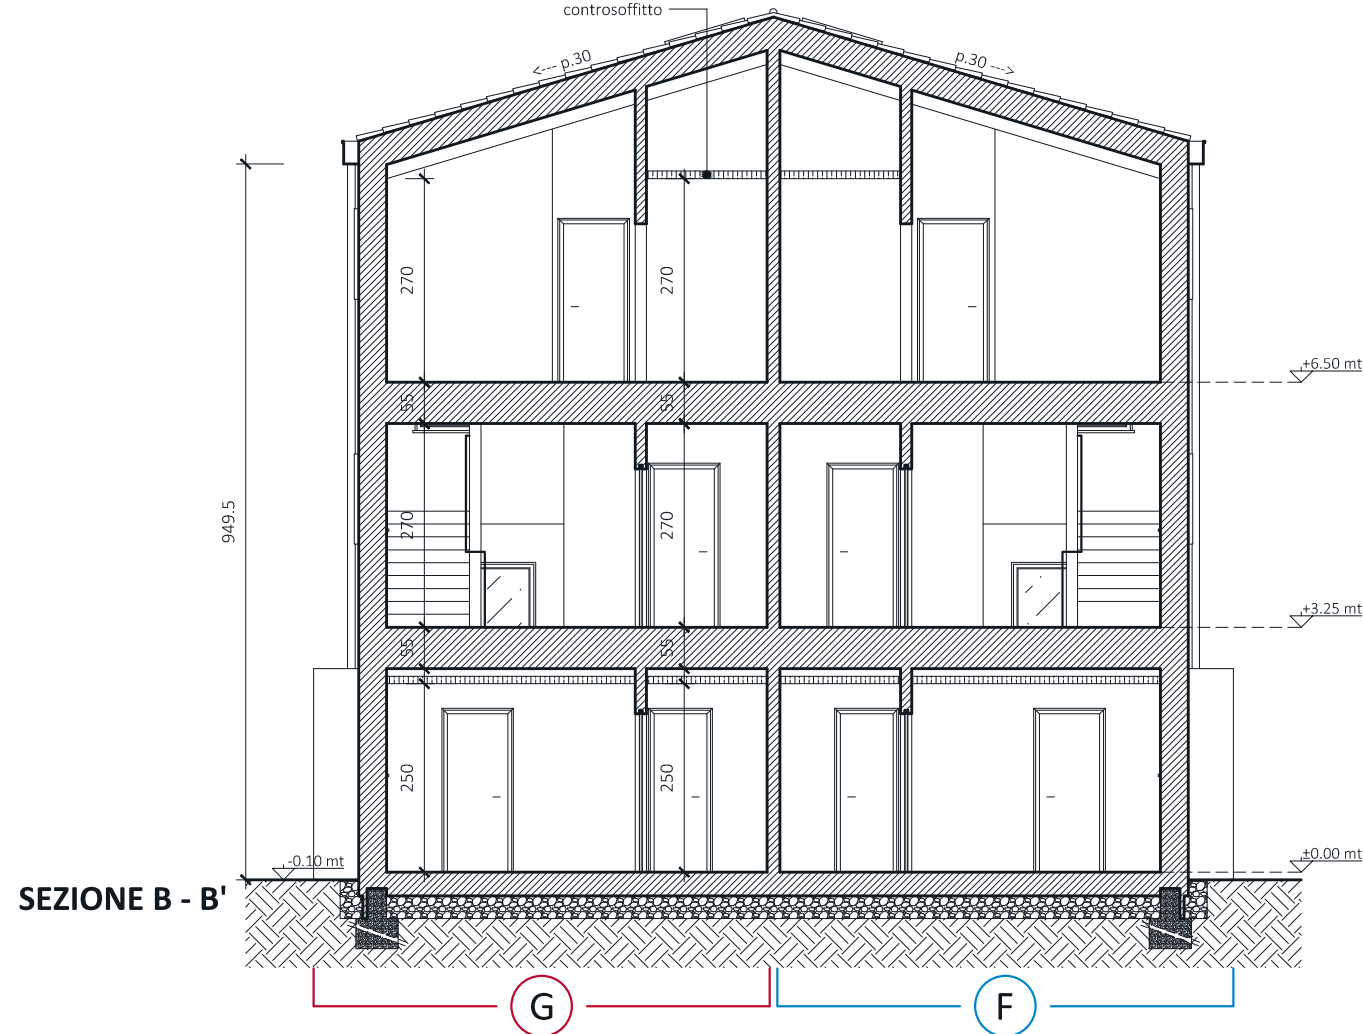 controsoffitto
<--- p.30
p.30 --->
270
270
+6.50 mt
55
55
949.5
270
270
+3.25 mt
55
55
250
250
-0.10 mt
±0.00 mt
SEZIONE B - B'
G
F